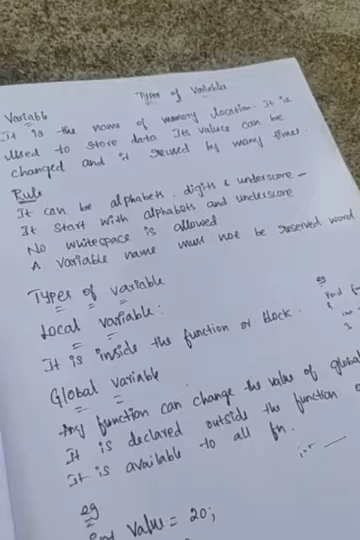 Types of Variables
Variable
It is the name of memory location. It is
used to store data Its values can be
changed and it reused by many times.
Rule
It can be alphabets, digits & underscore -
It start with alphabets and underscore
No whitespace is allowed
A variable name must not be reserved word
Types of variable
Local variable:
It is inside the function or block.
eg
Global variable
Any function can change the value of global
It is declared outside the function
It is available to all fn.
eg
int value = 20;